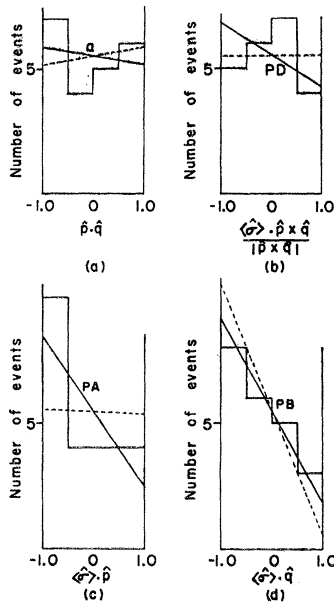 Number of events
5
a
-1.0 0 1.0
p̂·q̂
(a)
Number of events
5
PD
-1.0 0 1.0
⟨σ̂⟩·p̂ x q̂
|p̂ x q̂|
(b)
Number of events
5
PA
-1.0 0 1.0
⟨σ̂⟩·p̂
(c)
Number of events
5
PB
-1.0 0 1.0
⟨σ̂⟩·q̂
(d)